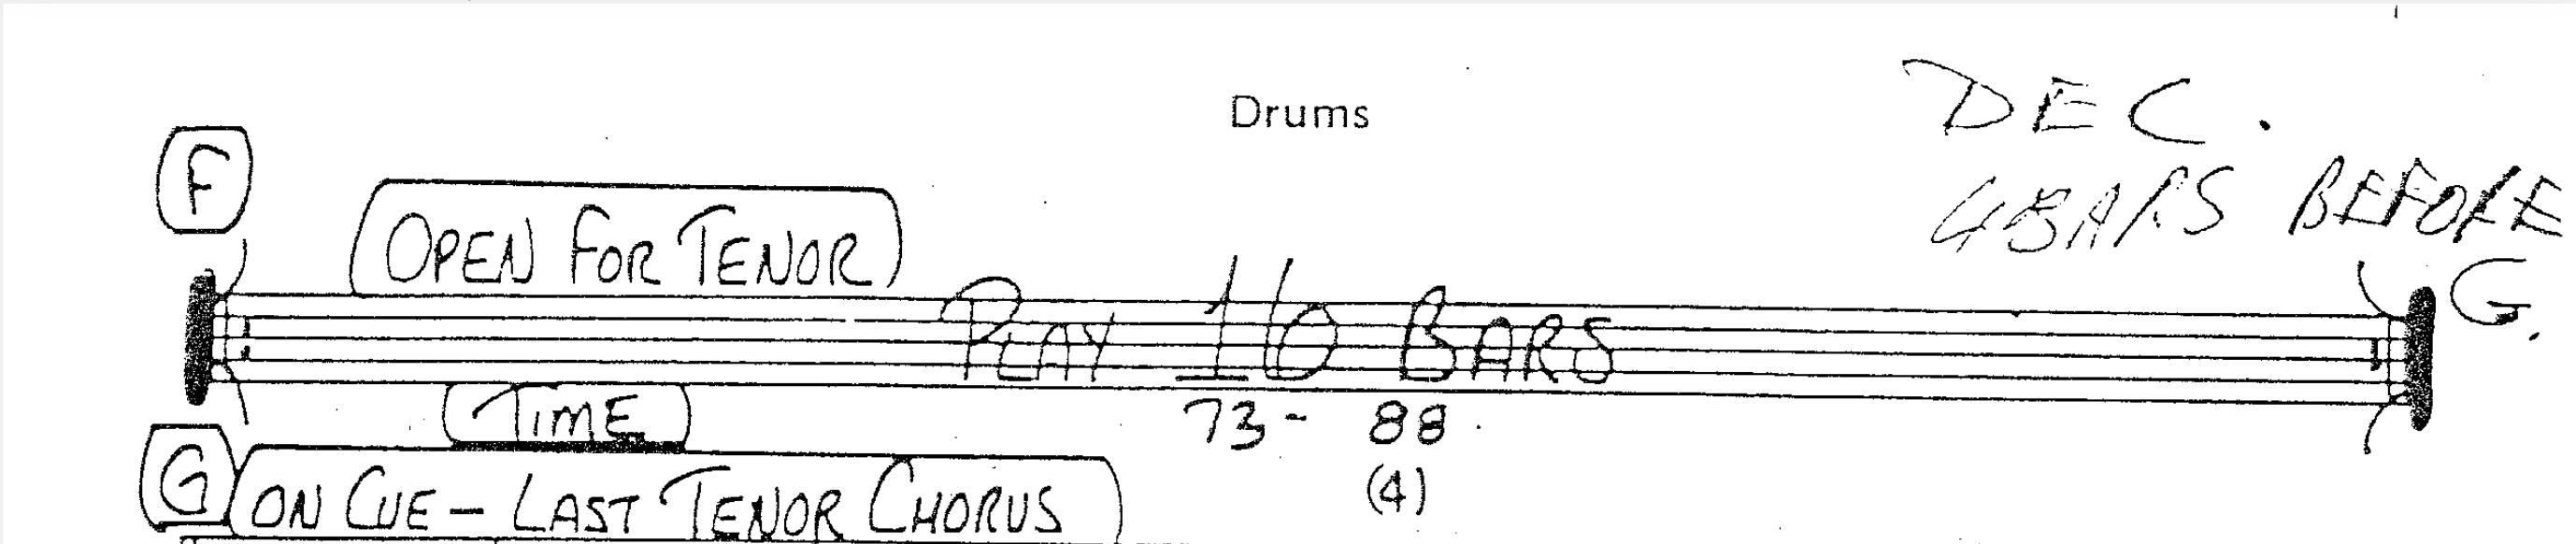 Drums
DEC.
4 BARS BEFORE
G.
F
OPEN FOR TENOR
PLAY 16 BARS
TIME
73 - 88
G ON CUE - LAST TENOR CHORUS
(4)